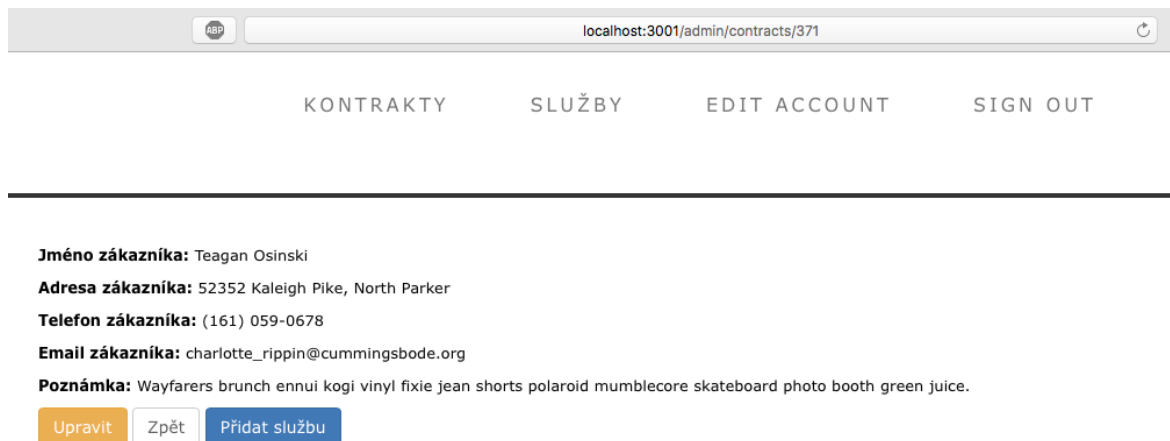 ABP localhost:3001/admin/contracts/371
KONTRAKTY SLUŽBY EDIT ACCOUNT SIGN OUT
Jméno zákazníka: Teagan Osinski
Adresa zákazníka: 52352 Kaleigh Pike, North Parker
Telefon zákazníka: (161) 059-0678
Email zákazníka: charlotte_rippin@cummingsbode.org
Poznámka: Wayfarers brunch ennui kogi vinyl fixie jean shorts polaroid mumblecore skateboard photo booth green juice.
Upravit Zpět Přidat službu